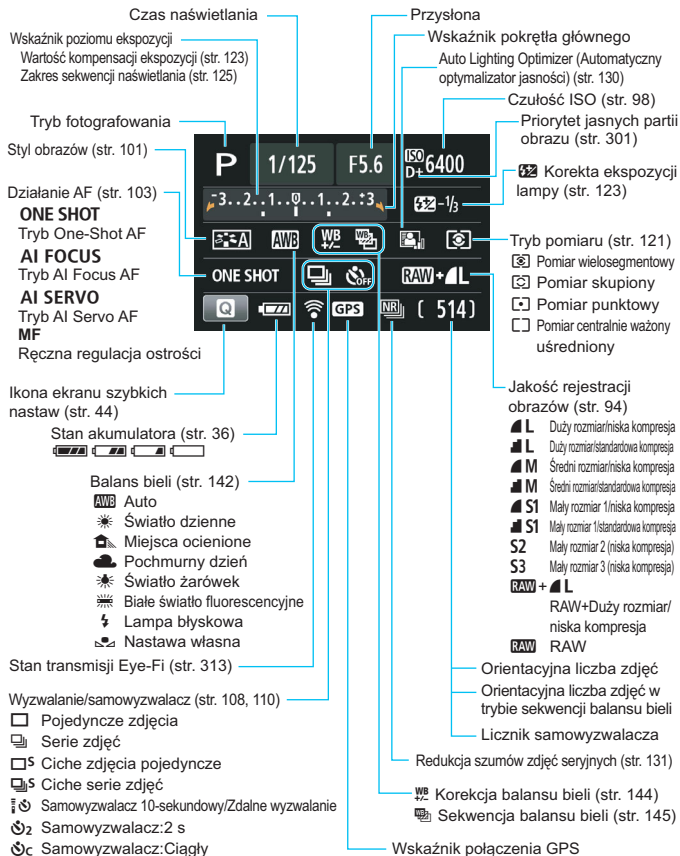 Czas naświetlania
Przysłona
Wskaźnik poziomu ekspozycji
Wartość kompensacji ekspozycji (str. 123)
Zakres sekwencji naświetlania (str. 125)
Wskaźnik pokrętła głównego
Auto Lighting Optimizer (Automatyczny
optymalizator jasności) (str. 130)
Czułość ISO (str. 98)
Priorytet jasnych partii
obrazu (str. 301)
Tryb fotografowania
Styl obrazów (str. 101)
Korekta ekspozycji
lampy (str. 123)
Działanie AF (str. 103)
ONE SHOT
Tryb One-Shot AF
AI FOCUS
Tryb AI Focus AF
AI SERVO
Tryb AI Servo AF
MF
Ręczna regulacja ostrości
P 1/125 F5.6 ISO D+ 6400
-3..2..1..0..1..2.:3 -1/3
A AWB WB +/- WB
ONE SHOT OFF RAW+ L
Q GPS NR ( 514)
Tryb pomiaru (str. 121)
Pomiar wielosegmentowy
Pomiar skupiony
Pomiar punktowy
Pomiar centralnie ważony
uśredniony
Ikona ekranu szybkich
nastaw (str. 44)
Stan akumulatora (str. 36)
Balans bieli (str. 142)
AWB Auto
Światło dzienne
Miejsca ocienione
Pochmurny dzień
Światło żarówek
Białe światło fluorescencyjne
Lampa błyskowa
Nastawa własna
Stan transmisji Eye-Fi (str. 313)
Wyzwalanie/samowyzwalacz (str. 108, 110)
Pojedyncze zdjęcia
Serie zdjęć
S Ciche zdjęcia pojedyncze
S Ciche serie zdjęć
Samowyzwalacz 10-sekundowy/Zdalne wyzwalanie
2 Samowyzwalacz:2 s
C Samowyzwalacz:Ciągły
Jakość rejestracji
obrazów (str. 94)
L Duży rozmiar/niska kompresja
L Duży rozmiar/standardowa kompresja
M Średni rozmiar/niska kompresja
M Średni rozmiar/standardowa kompresja
S1 Mały rozmiar 1/niska kompresja
S1 Mały rozmiar 1/standardowa kompresja
S2 Mały rozmiar 2 (niska kompresja)
S3 Mały rozmiar 3 (niska kompresja)
RAW + L
RAW+Duży rozmiar/
niska kompresja
RAW RAW
Orientacyjna liczba zdjęć
Orientacyjna liczba zdjęć w
trybie sekwencji balansu bieli
Licznik samowyzwalacza
Redukcja szumów zdjęć seryjnych (str. 131)
WB +/- Korekcja balansu bieli (str. 144)
WB Sekwencja balansu bieli (str. 145)
Wskaźnik połączenia GPS